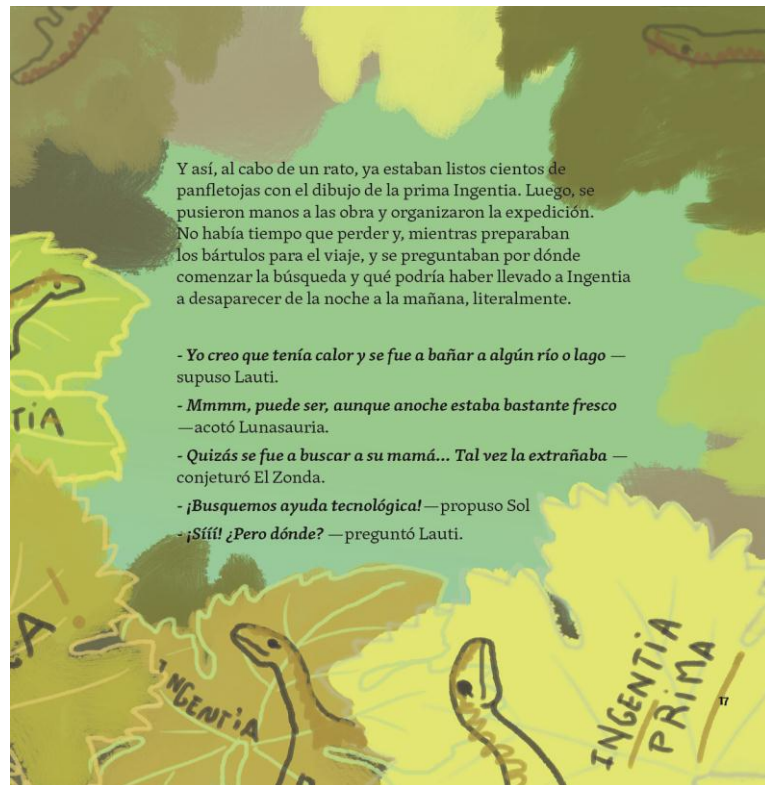 Y así, al cabo de un rato, ya estaban listos cientos de
panfletojas con el dibujo de la prima Ingentia. Luego, se
pusieron manos a las obra y organizaron la expedición.
No había tiempo que perder y, mientras preparaban
los bártulos para el viaje, y se preguntaban por dónde
comenzar la búsqueda y qué podría haber llevado a Ingentia
a desaparecer de la noche a la mañana, literalmente.
- Yo creo que tenía calor y se fue a bañar a algún río o lago —
supuso Lauti.
- Mmmm, puede ser, aunque anoche estaba bastante fresco
—acotó Lunasauria.
- Quizás se fue a buscar a su mamá... Tal vez la extrañaba —
conjeturó El Zonda.
- ¡Busquemos ayuda tecnológica! —propuso Sol
- ¡Síí! ¿Pero dónde? —preguntó Lauti.
TIA
INGENTIA
INGENTIA
PRIMA
17